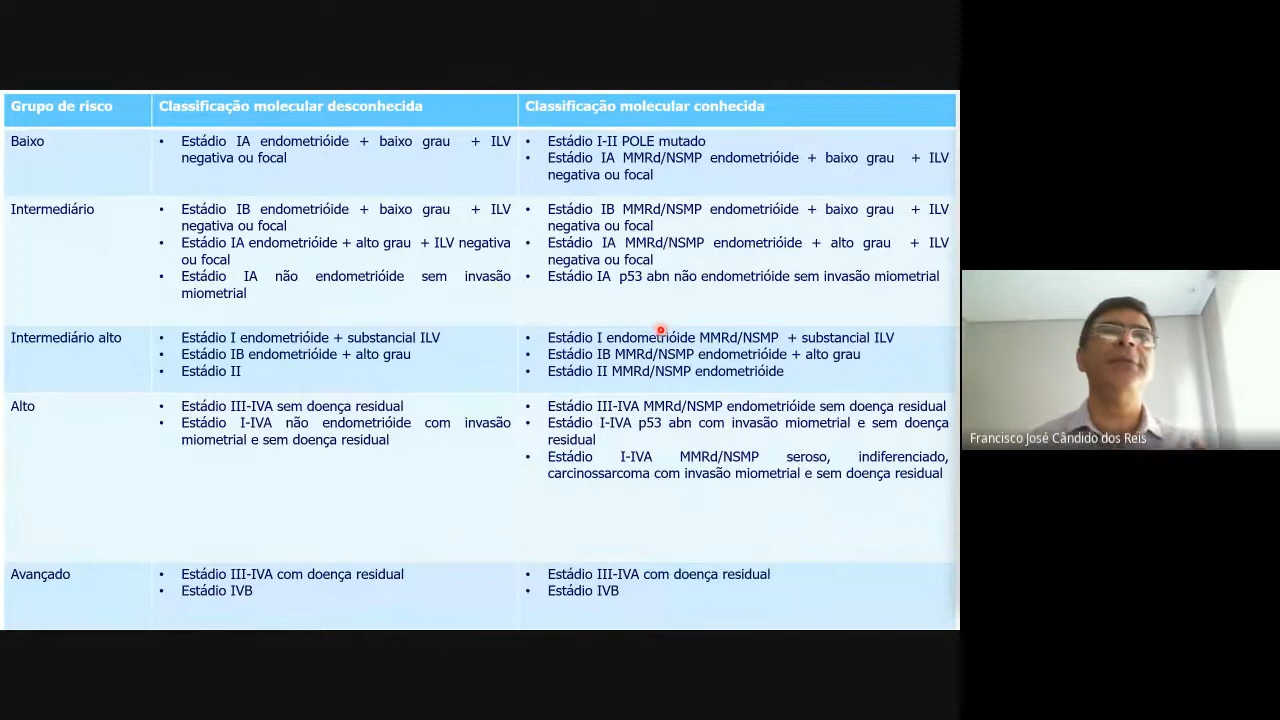 Grupo de risco
Classificação molecular desconhecida
Classificação molecular conhecida
Baixo
• Estádio IA endometrióide + baixo grau + ILV
negativa ou focal
• Estádio I-II POLE mutado
• Estádio IA MMRd/NSMP endometrióide + baixo grau + ILV
negativa ou focal
Intermediário
• Estádio IB endometrióide + baixo grau + ILV
negativa ou focal
• Estádio IA endometrióide + alto grau + ILV negativa
ou focal
• Estádio IA não endometrióide sem invasão
miometrial
• Estádio IB MMRd/NSMP endometrióide + baixo grau + ILV
negativa ou focal
• Estádio IA MMRd/NSMP endometrióide + alto grau + ILV
negativa ou focal
• Estádio IA p53 abn não endometrióide sem invasão miometrial
Intermediário alto
• Estádio I endometrióide + substancial ILV
• Estádio IB endometrióide + alto grau
• Estádio II
• Estádio I endometrióide MMRd/NSMP + substancial ILV
• Estádio IB MMRd/NSMP endometrióide + alto grau
• Estádio II MMRd/NSMP endometrióide
Alto
• Estádio III-IVA sem doença residual
• Estádio I-IVA não endometrióide com invasão
miometrial e sem doença residual
• Estádio III-IVA MMRd/NSMP endometrióide sem doença residual
• Estádio I-IVA p53 abn com invasão miometrial e sem doença
residual
• Estádio I-IVA MMRd/NSMP seroso, indiferenciado,
carcinossarcoma com invasão miometrial e sem doença residual
Avançado
• Estádio III-IVA com doença residual
• Estádio IVB
• Estádio III-IVA com doença residual
• Estádio IVB
Francisco José Cândido dos Reis